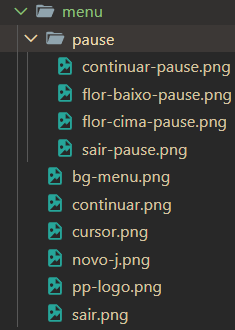 menu
pause
continuar-pause.png
flor-baixo-pause.png
flor-cima-pause.png
sair-pause.png
bg-menu.png
continuar.png
cursor.png
novo-j.png
pp-logo.png
sair.png